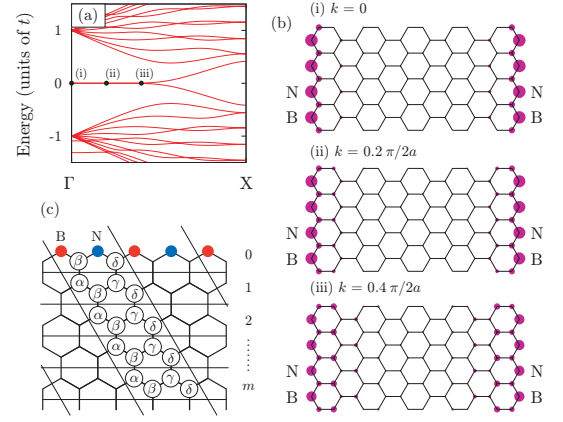 (a)
Energy (units of t)
1
0
-1
(i)
(ii)
(iii)
Γ
X
(b)
(i) k = 0
N
N
B
B
(ii) k = 0.2 π/2a
N
N
B
B
(iii) k = 0.4 π/2a
N
N
B
B
(c)
B
N
0
β
δ
α
γ
1
β
δ
α
γ
2
β
δ
α
γ
β
δ
α
γ
β
δ
m